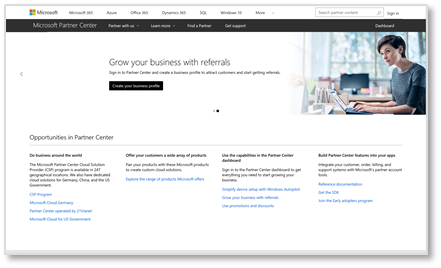 Microsoft Microsoft 365 Azure Office 365 Dynamics 365 SQL Windows 10 More Search partner content Sign in
Microsoft Partner Center Partner with us Learn more Find a Partner Get support Dashboard
Grow your business with referrals
Sign in to Partner Center and create a business profile to attract customers and start getting referrals.
Create your business profile
Opportunities in Partner Center
Do business around the world
The Microsoft Partner Center Cloud Solution
Provider (CSP) program is available in 247
geographical locations. We also have dedicated
cloud solutions for Germany, China, and the US
Government.
CSP Program
Microsoft Cloud Germany
Partner Center operated by 21Vianet
Microsoft Cloud for US Government
Offer your customers a wide array of products
Pair your products with these Microsoft products
to create custom cloud solutions.
Explore the range of products Microsoft offers
Use the capabilities in the Partner Center
dashboard
Sign in to the Partner Center dashboard to get
everything you need to start growing your
business.
Simplify device setup with Windows Autopilot
Grow your business with referrals
Use promotions and discounts
Build Partner Center features into your apps
Integrate your customer, order, billing, and
support systems with Microsoft's partner account
tools.
Reference documentation
Get the SDK
Join the Early adopters program